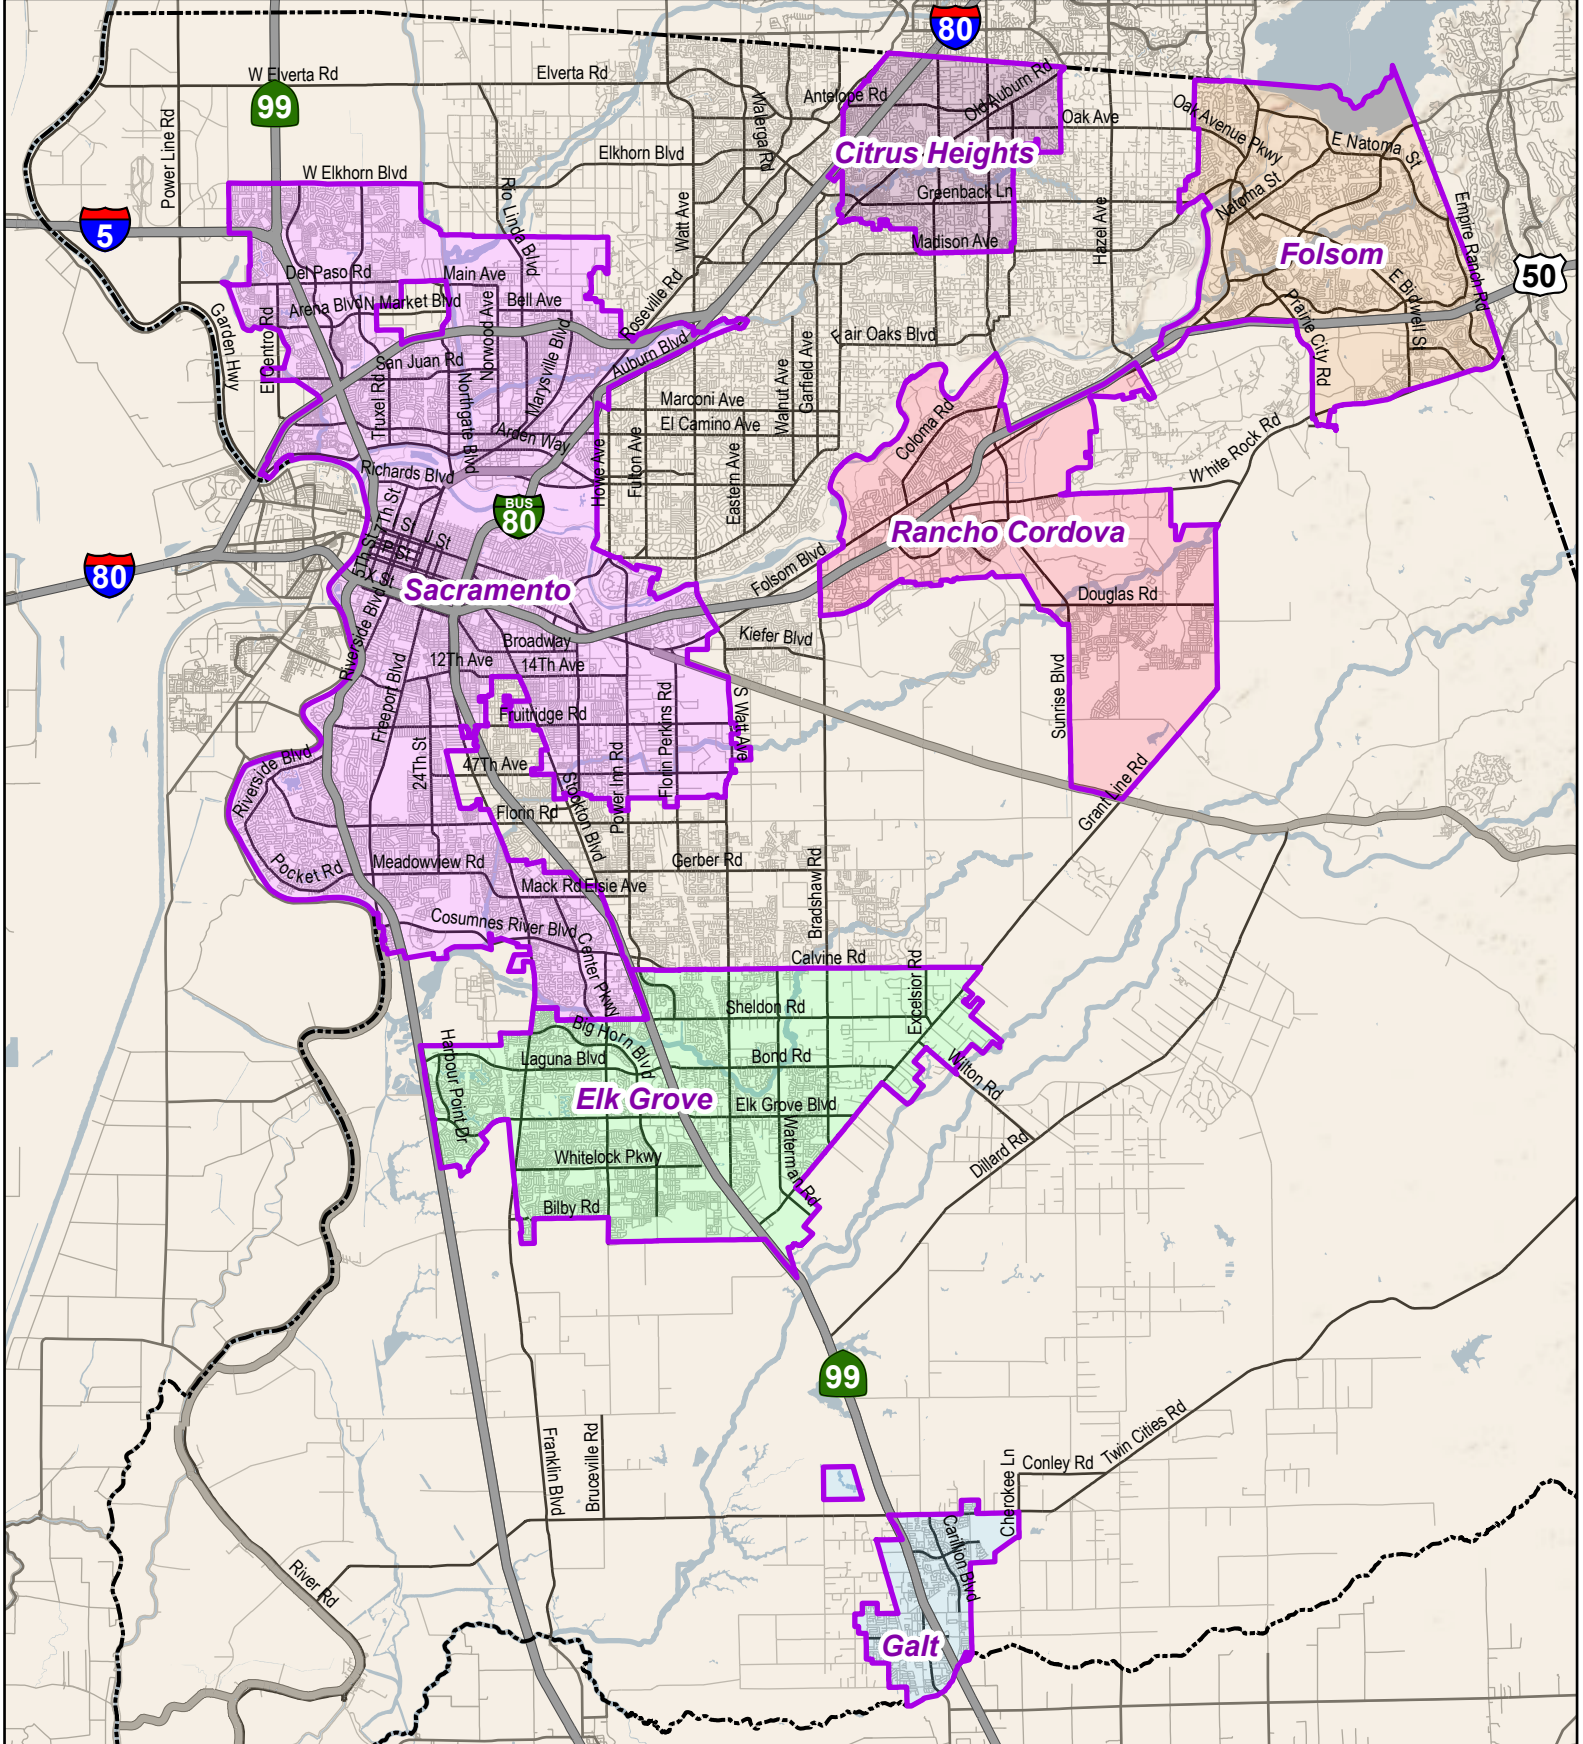 80
W Elverta Rd
Elverta Rd
99
Antelope Rd
Old Auburn Rd
Walerga Rd
Power Line Rd
Oak Ave
Oak Avenue Pkwy
E Natoma St
Elkhorn Blvd
Citrus Heights
W Elkhorn Blvd
Rio Linda Blvd
Greenback Ln
Natoma St
Watt Ave
Hazel Ave
Empire Ranch Rd
5
Madison Ave
Folsom
50
Del Paso Rd
Main Ave
Arena Blvd
N Market Blvd
Bell Ave
Roseville Rd
E Bidwell St
Garden Hwy
El Centro Rd
Norwood Ave
Marysville Blvd
Fair Oaks Blvd
Prairie City Rd
San Juan Rd
Auburn Blvd
Walnut Ave
Garfield Ave
Truxel Rd
Northgate Blvd
Marconi Ave
El Camino Ave
Coloma Rd
Arden Way
Howe Ave
Fulton Ave
Eastern Ave
White Rock Rd
Richards Blvd
7Th St
BUS
80
I St
J St
P St
5Th St
X St
Rancho Cordova
80
Sacramento
Folsom Blvd
Douglas Rd
Riverside Blvd
Broadway
Kiefer Blvd
12Th Ave
14Th Ave
Freeport Blvd
Fruitridge Rd
Florin Perkins Rd
S Watt Ave
Sunrise Blvd
24Th St
47Th Ave
Riverside Blvd
Stockton Blvd
Power Inn Rd
Grant Line Rd
Florin Rd
Pocket Rd
Meadowview Rd
Gerber Rd
Bradshaw Rd
Mack Rd
Elsie Ave
Cosumnes River Blvd
Center Pkwy
Calvine Rd
Excelsior Rd
Sheldon Rd
Harbour Point Dr
Big Horn Blvd
Laguna Blvd
Bond Rd
Wilton Rd
Elk Grove
Elk Grove Blvd
Waterman Rd
Whitelock Pkwy
Dillard Rd
Bilby Rd
99
Franklin Blvd
Bruceville Rd
Cherokee Ln
Conley Rd
Twin Cities Rd
Carillion Blvd
River Rd
Galt